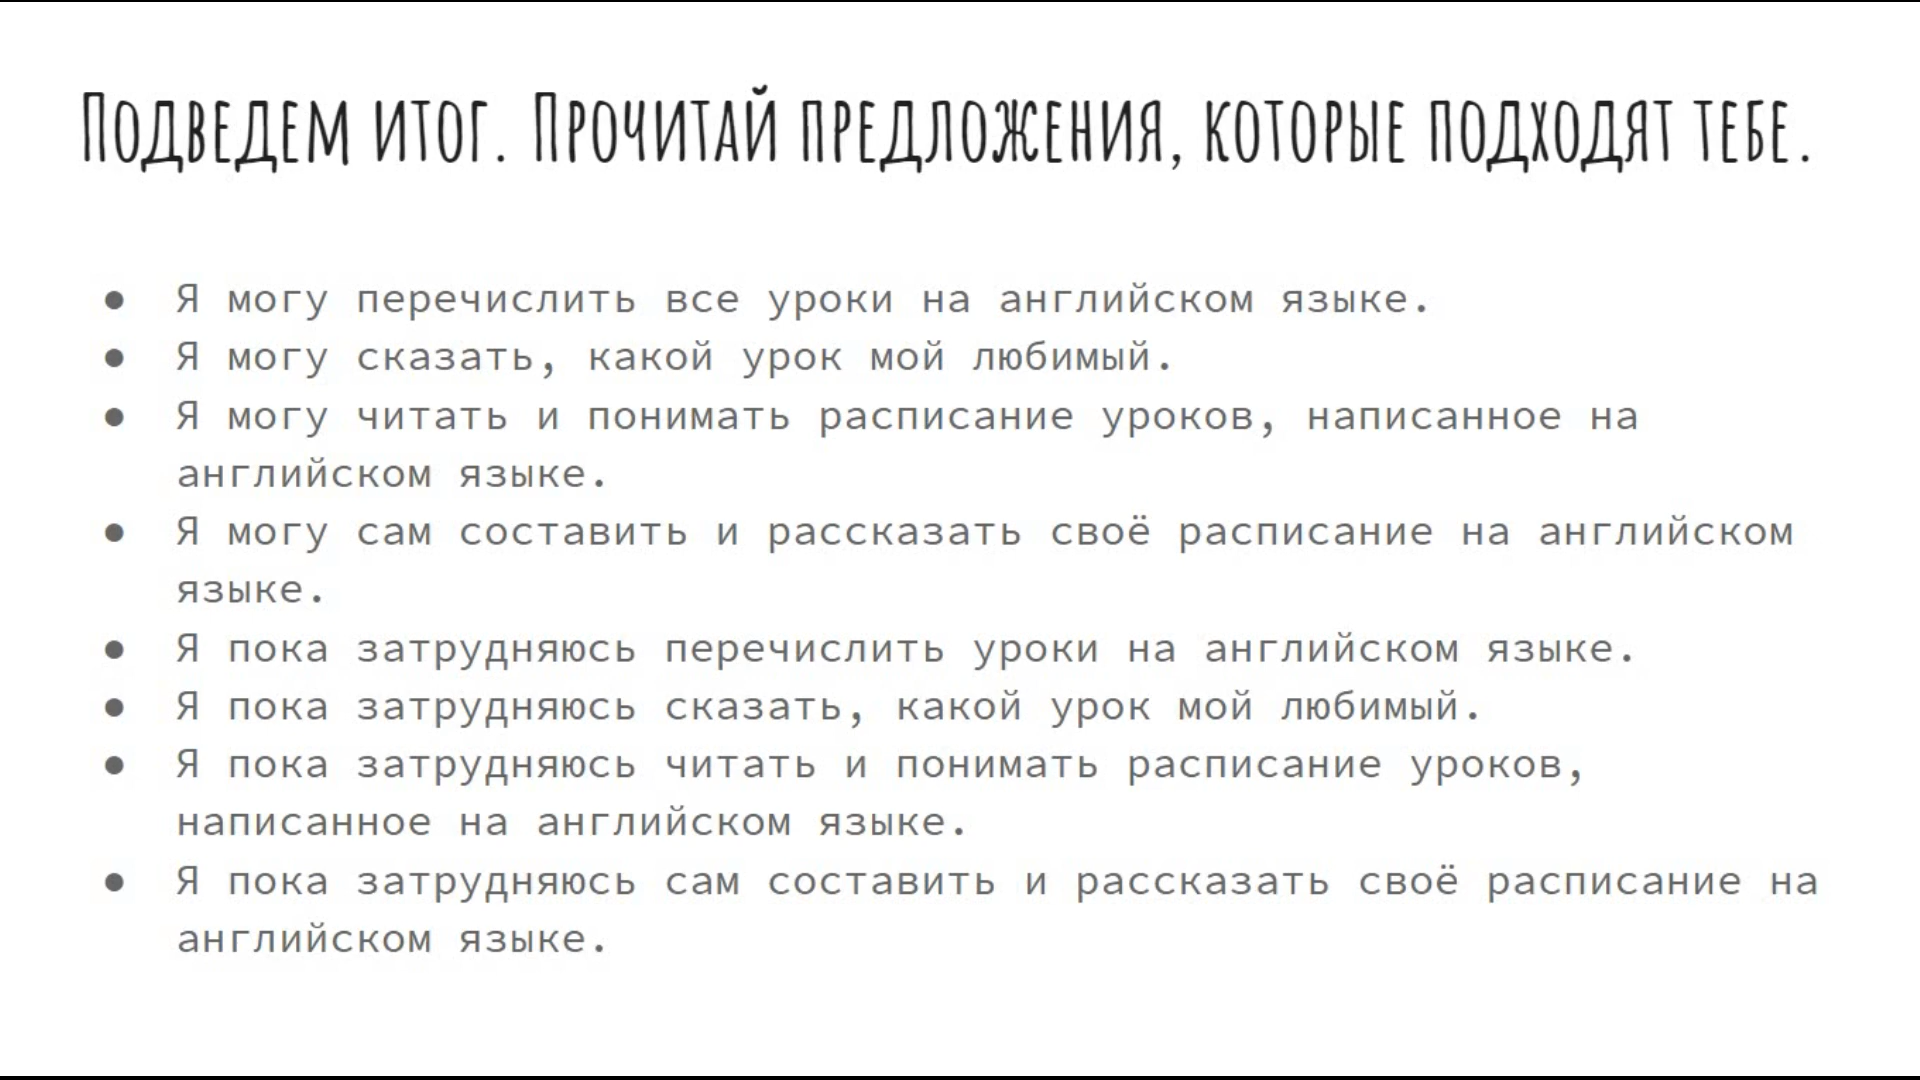 Подведем итог. Прочитай предложения, которые подходят тебе.
● Я могу перечислить все уроки на английском языке.
● Я могу сказать, какой урок мой любимый.
● Я могу читать и понимать расписание уроков, написанное на
английском языке.
● Я могу сам составить и рассказать своё расписание на английском
языке.
● Я пока затрудняюсь перечислить уроки на английском языке.
● Я пока затрудняюсь сказать, какой урок мой любимый.
● Я пока затрудняюсь читать и понимать расписание уроков,
написанное на английском языке.
● Я пока затрудняюсь сам составить и рассказать своё расписание на
английском языке.